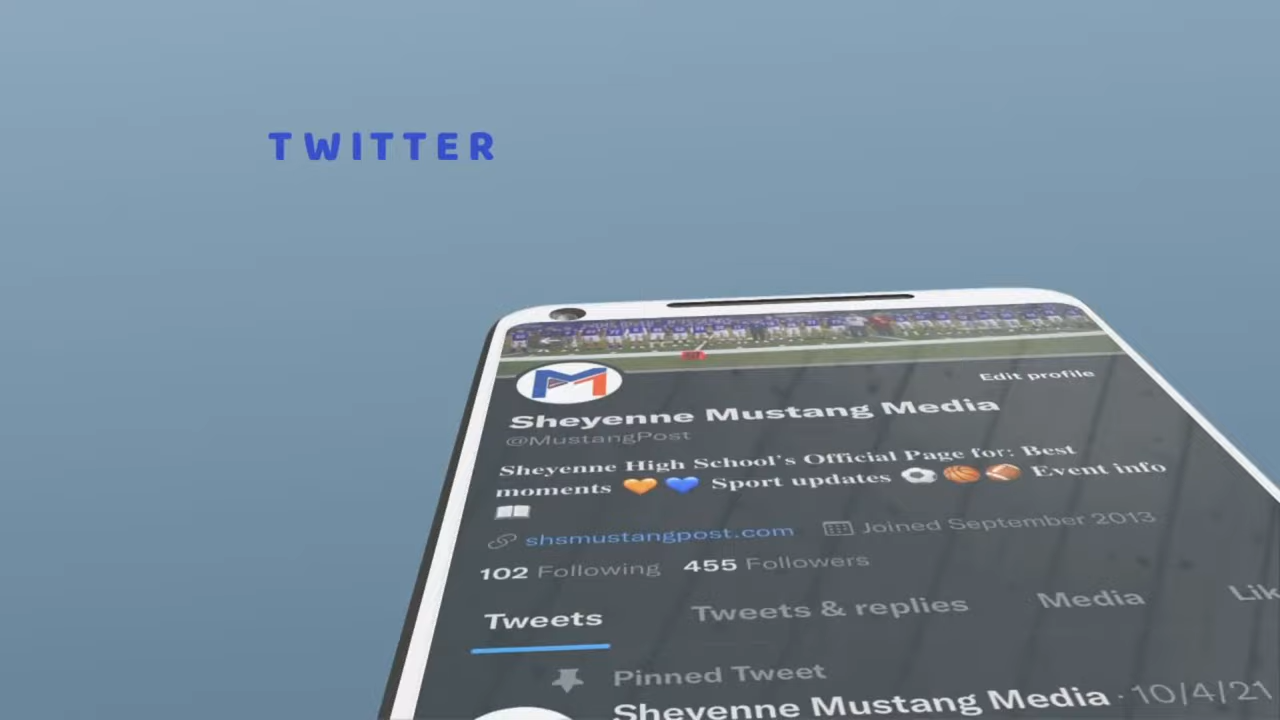 TWITTER
Edit profile
Sheyenne Mustang Media
@MustangPost
Sheyenne High School's Official Page for: Best
moments 🧡 💙 Sport updates ⚽ 🏀 🏈 Event info
📖
shsmustangpost.com Joined September 2013
102 Following 455 Followers
Tweets Tweets & replies Media Lik
Pinned Tweet
Sheyenne Mustang Media · 10/4/21